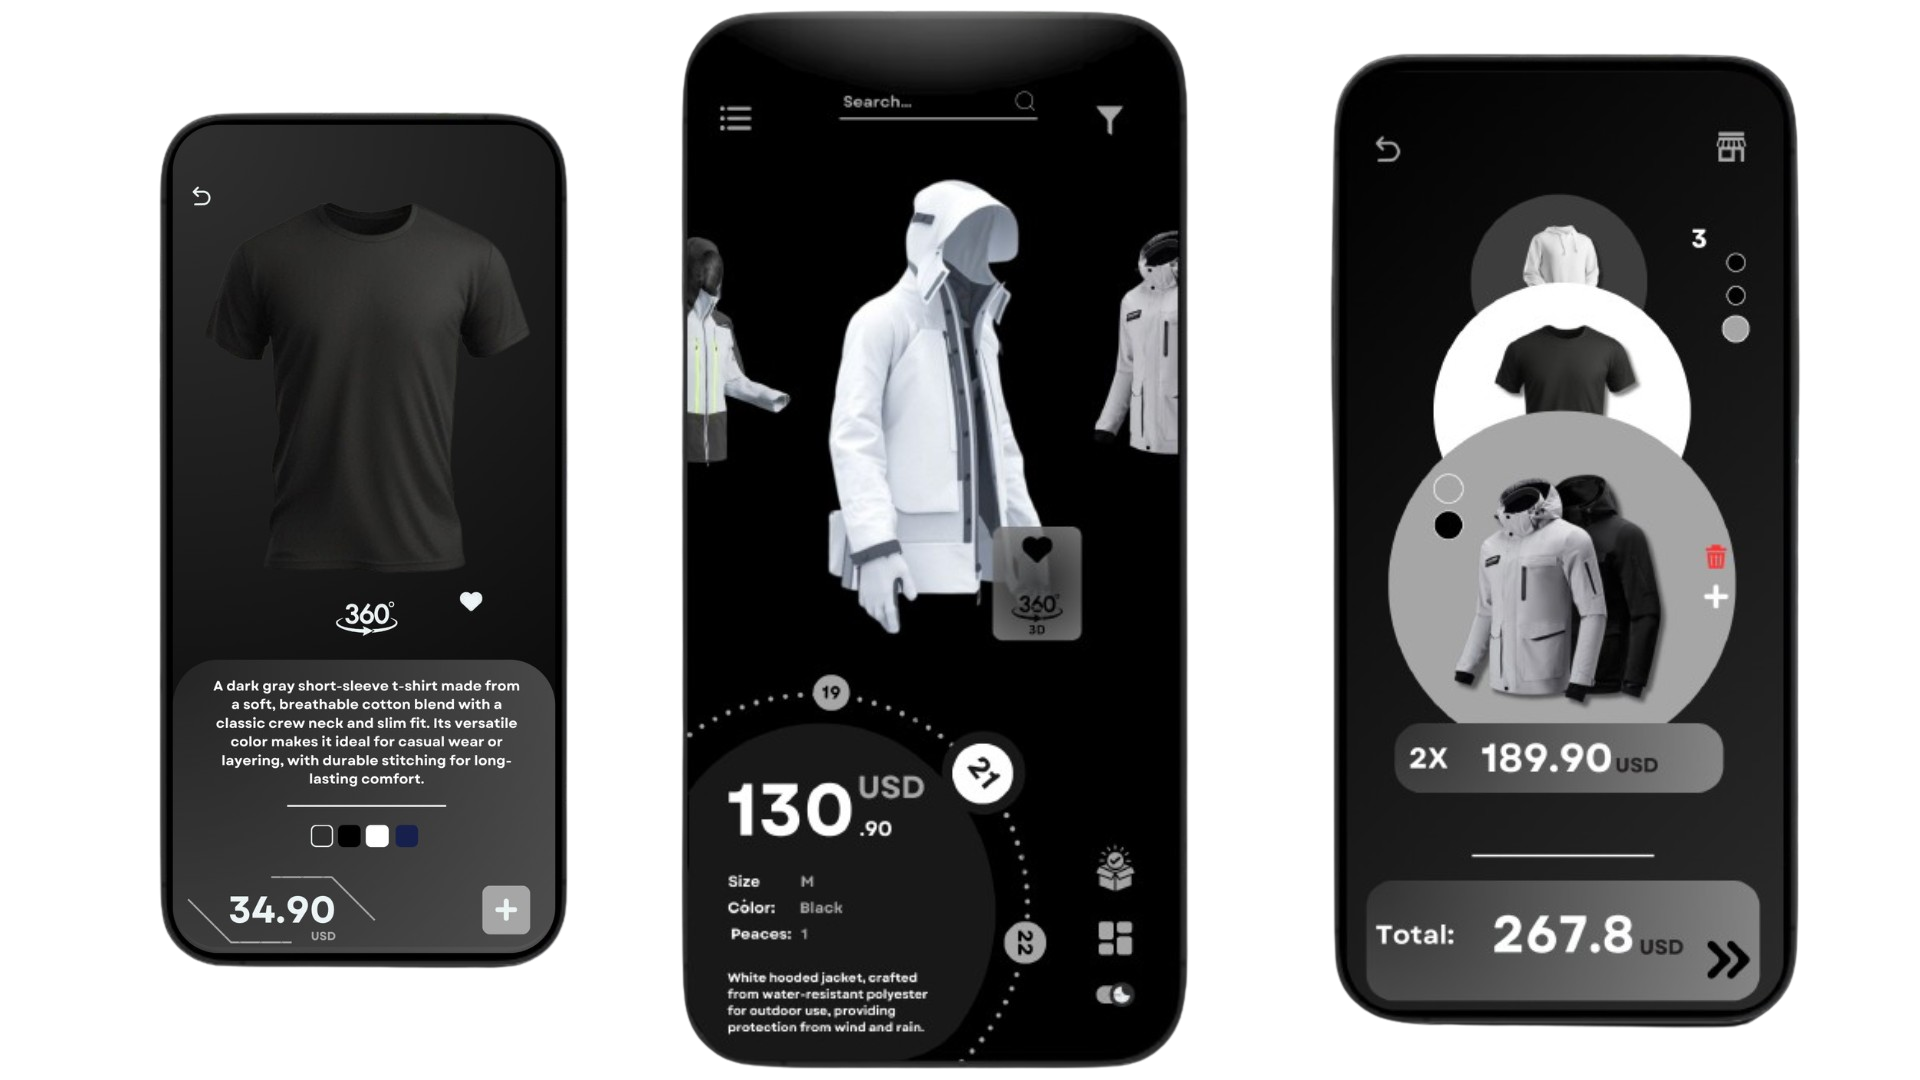 360°
A dark gray short-sleeve t-shirt made from
a soft, breathable cotton blend with a
classic crew neck and slim fit. Its versatile
color makes it ideal for casual wear or
layering, with durable stitching for long-
lasting comfort.
34.90
USD
Search...
360°
3D
19
21
22
130 USD
.90
Size M
Color: Black
Peaces: 1
White hooded jacket, crafted
from water-resistant polyester
for outdoor use, providing
protection from wind and rain.
3
2X 189.90 USD
Total: 267.8 USD